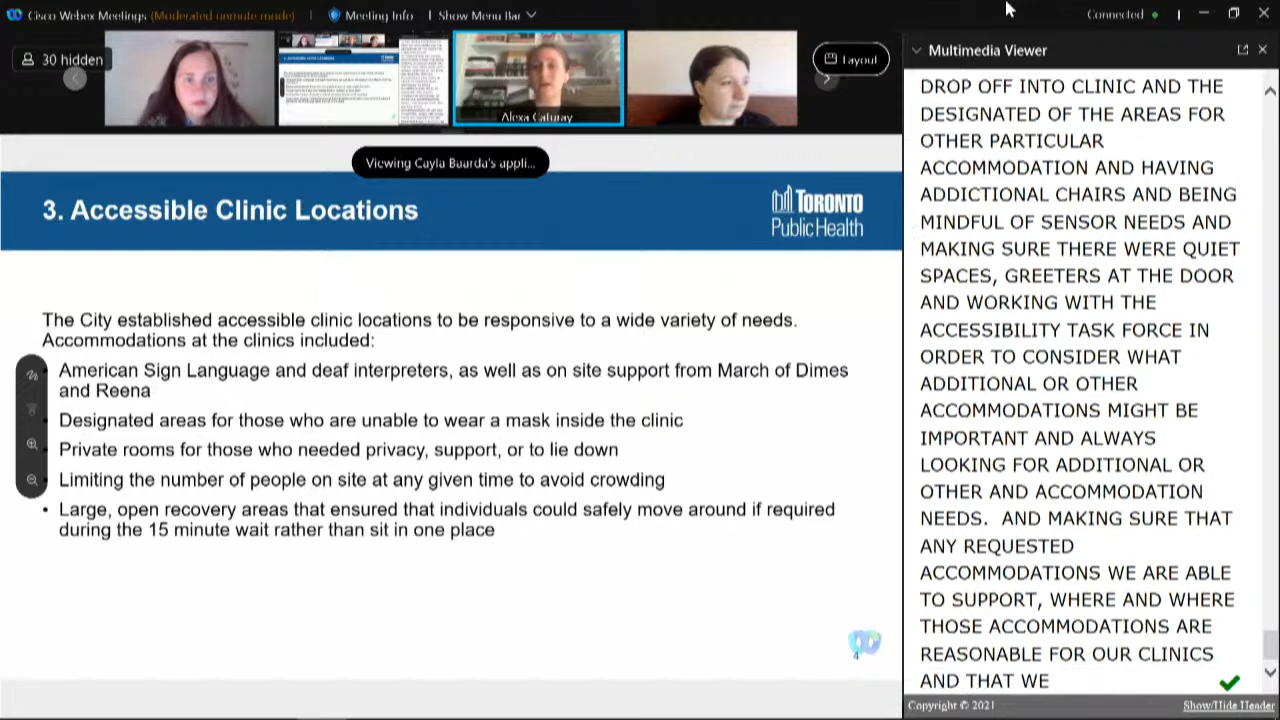 Cisco Webex Meetings (Moderated unmute mode)
Meeting Info
Show Menu Bar
Connected
30 hidden
Alexa Caturay
Layout
Viewing Cayla Baarda's appli...
3. Accessible Clinic Locations
TORONTO
Public Health
The City established accessible clinic locations to be responsive to a wide variety of needs.
Accommodations at the clinics included:
American Sign Language and deaf interpreters, as well as on site support from March of Dimes
and Reena
Designated areas for those who are unable to wear a mask inside the clinic
Private rooms for those who needed privacy, support, or to lie down
Limiting the number of people on site at any given time to avoid crowding
• Large, open recovery areas that ensured that individuals could safely move around if required
during the 15 minute wait rather than sit in one place
4
Multimedia Viewer
DROP OFF INTO CLINIC AND THE
DESIGNATED OF THE AREAS FOR
OTHER PARTICULAR
ACCOMMODATION AND HAVING
ADDICTIONAL CHAIRS AND BEING
MINDFUL OF SENSOR NEEDS AND
MAKING SURE THERE WERE QUIET
SPACES, GREETERS AT THE DOOR
AND WORKING WITH THE
ACCESSIBILITY TASK FORCE IN
ORDER TO CONSIDER WHAT
ADDITIONAL OR OTHER
ACCOMMODATIONS MIGHT BE
IMPORTANT AND ALWAYS
LOOKING FOR ADDITIONAL OR
OTHER AND ACCOMMODATION
NEEDS.  AND MAKING SURE THAT
ANY REQUESTED
ACCOMMODATIONS WE ARE ABLE
TO SUPPORT, WHERE AND WHERE
THOSE ACCOMMODATIONS ARE
REASONABLE FOR OUR CLINICS
AND THAT WE
Copyright © 2021
Show/Hide Header